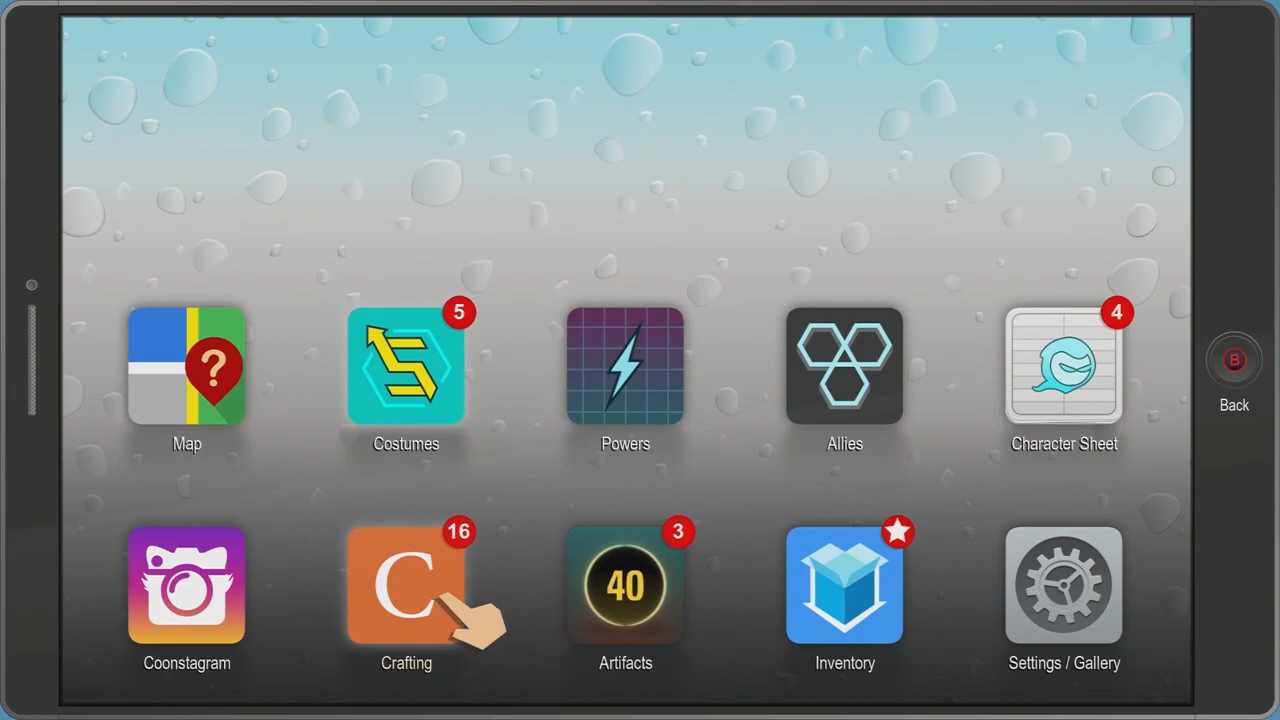 5
4
?
Map
Costumes
Powers
Allies
Character Sheet
B
Back
16
3
C
40
Coonstagram
Crafting
Artifacts
Inventory
Settings / Gallery